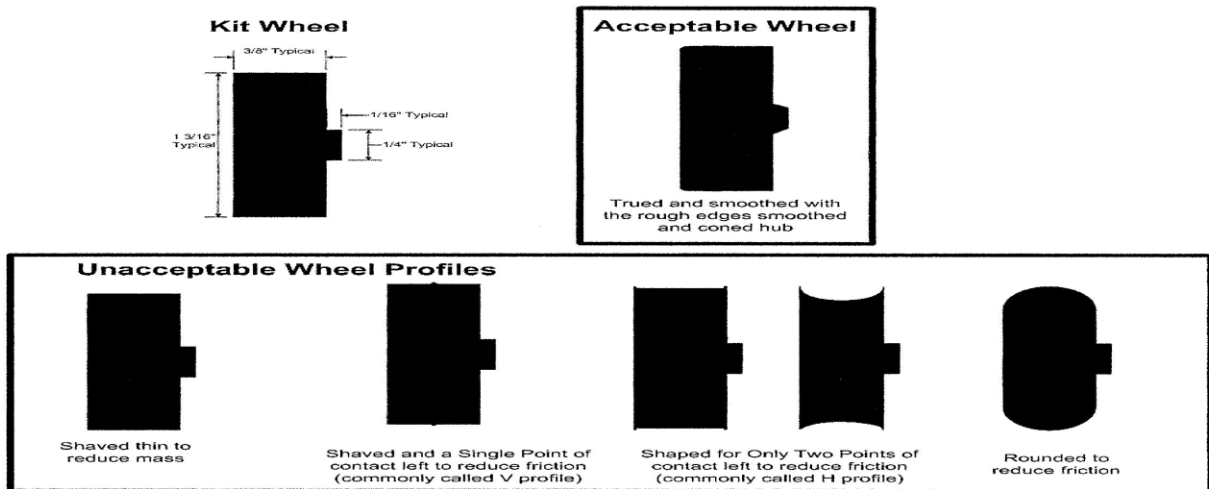 Kit Wheel
3/8" Typical
1 3/16"
Typical
1/16" Typical
1/4" Typical
Acceptable Wheel
Trued and smoothed with
the rough edges smoothed
and coned hub
Unacceptable Wheel Profiles
Shaved thin to
reduce mass
Shaved and a Single Point of
contact left to reduce friction
(commonly called V profile)
Shaped for Only Two Points of
contact left to reduce friction
(commonly called H profile)
Rounded to
reduce friction